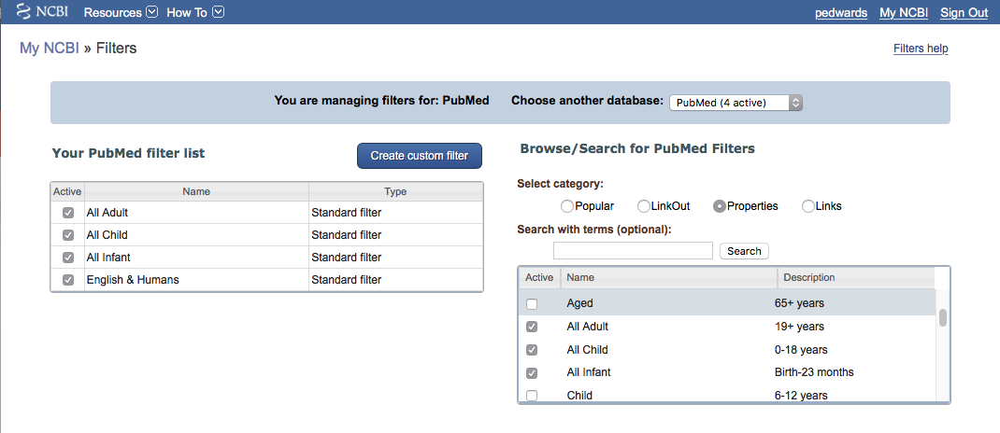 NCBI Resources How To pedwards My NCBI Sign Out
My NCBI » Filters Filters help
You are managing filters for: PubMed Choose another database: PubMed (4 active)
Your PubMed filter list Create custom filter
Active Name Type
All Adult Standard filter
All Child Standard filter
All Infant Standard filter
English & Humans Standard filter
Browse/Search for PubMed Filters
Select category:
Popular LinkOut Properties Links
Search with terms (optional):
Search
Active Name Description
Aged 65+ years
All Adult 19+ years
All Child 0-18 years
All Infant Birth-23 months
Child 6-12 years